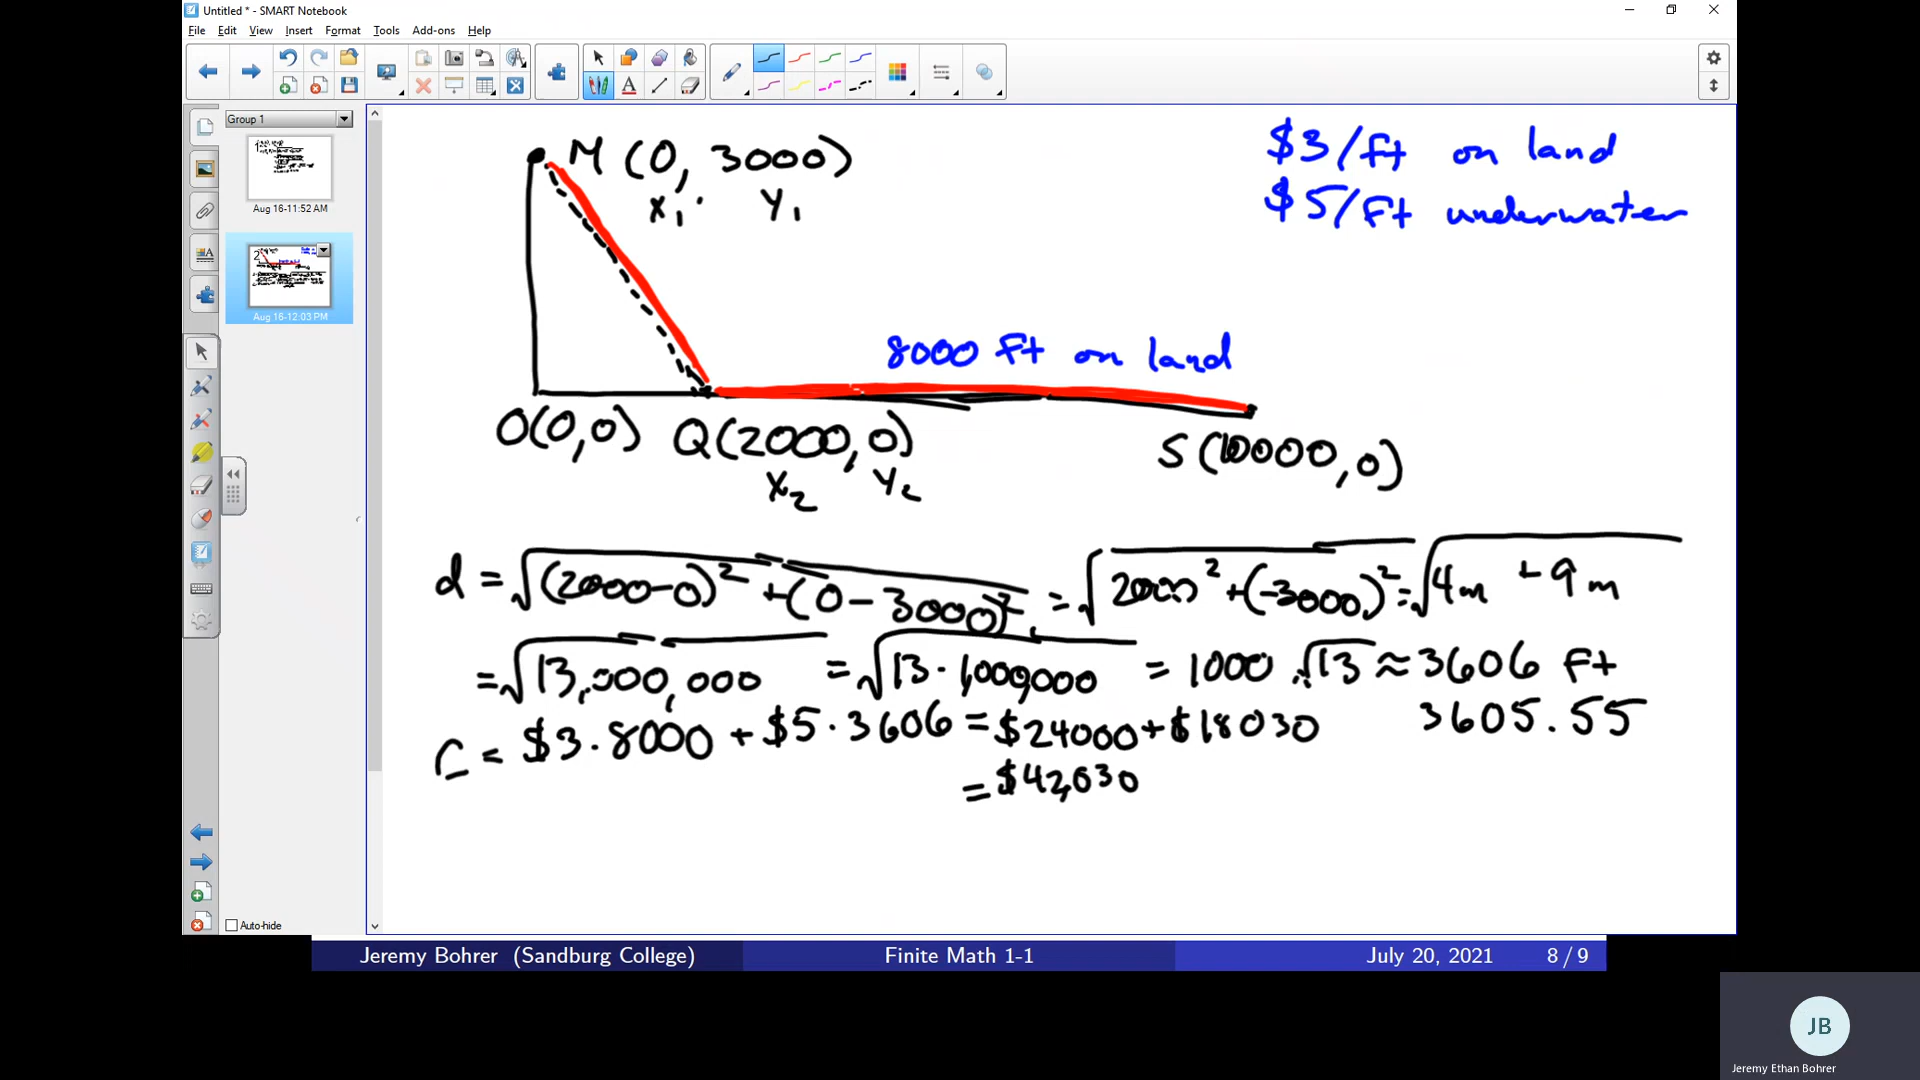 Untitled * - SMART Notebook
File Edit View Insert Format Tools Add-ons Help
Group 1
Aug 16-11:52 AM
Aug 16-12:03 PM
Auto-hide
M (0, 3000)
x₁ y₁
$3/ft on land
$5/ft underwater
8000 ft on land
O(0,0) Q(2000,0) S(10000,0)
x₂ y₂
d = √((2000-0)² + (0-3000)²) = √(2000² + (-3000)²) = √(4m + 9m)
= √13,000,000 = √(13·1,000,000) = 1000√13 ≈ 3606 ft
3605.55
C = $3·8000 + $5·3606 = $24000 + $18030
= $42,030
Jeremy Bohrer (Sandburg College) Finite Math 1-1 July 20, 2021 8 / 9
JB
Jeremy Ethan Bohrer